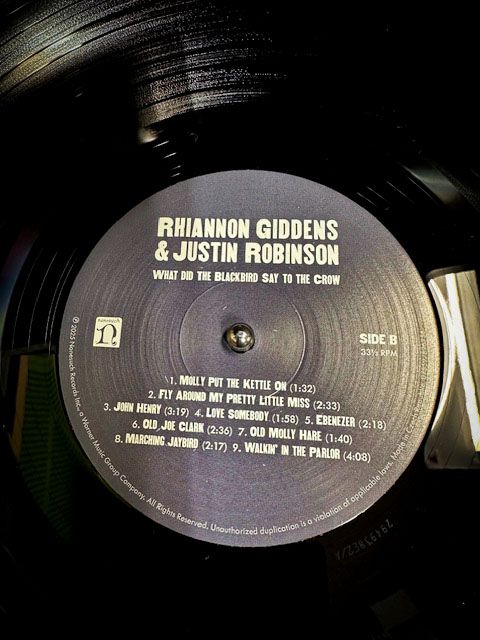 RHIANNON GIDDENS
& JUSTIN ROBINSON
WHAT DID THE BLACKBIRD SAY TO THE CROW
nonesuch
n
SIDE B
33⅓ RPM
1. MOLLY PUT THE KETTLE ON (1:32)
2. FLY AROUND MY PRETTY LITTLE MISS (2:33)
3. JOHN HENRY (3:19) 4. LOVE SOMEBODY (1:58) 5. EBENEZER (2:18)
6. OLD JOE CLARK (2:36) 7. OLD MOLLY HARE (1:40)
8. MARCHING JAYBIRD (2:17) 9. WALKIN' IN THE PARLOR (4:08)
℗ 2025 Nonesuch Records Inc., a Warner Music Group Company. All Rights Reserved. Unauthorized duplication is a violation of applicable laws. Made in